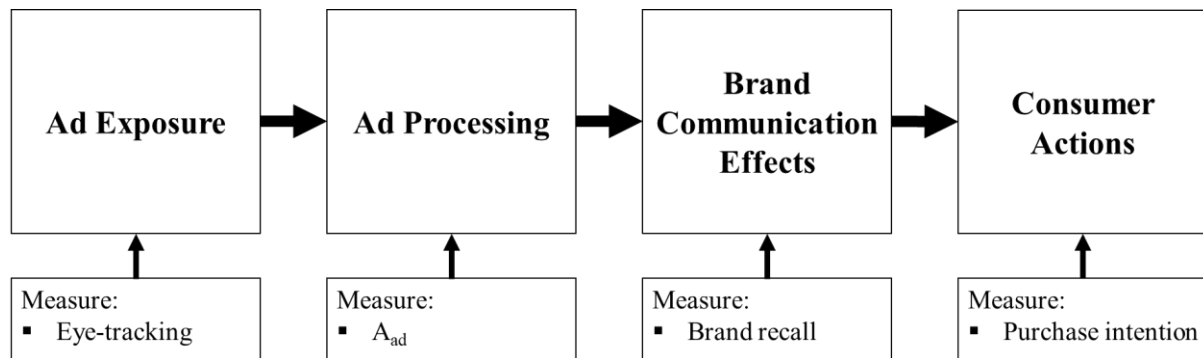 Ad Exposure
Ad Processing
Brand
Communication
Effects
Consumer
Actions
Measure:
▪ Eye-tracking
Measure:
▪ Aad
Measure:
▪ Brand recall
Measure:
▪ Purchase intention